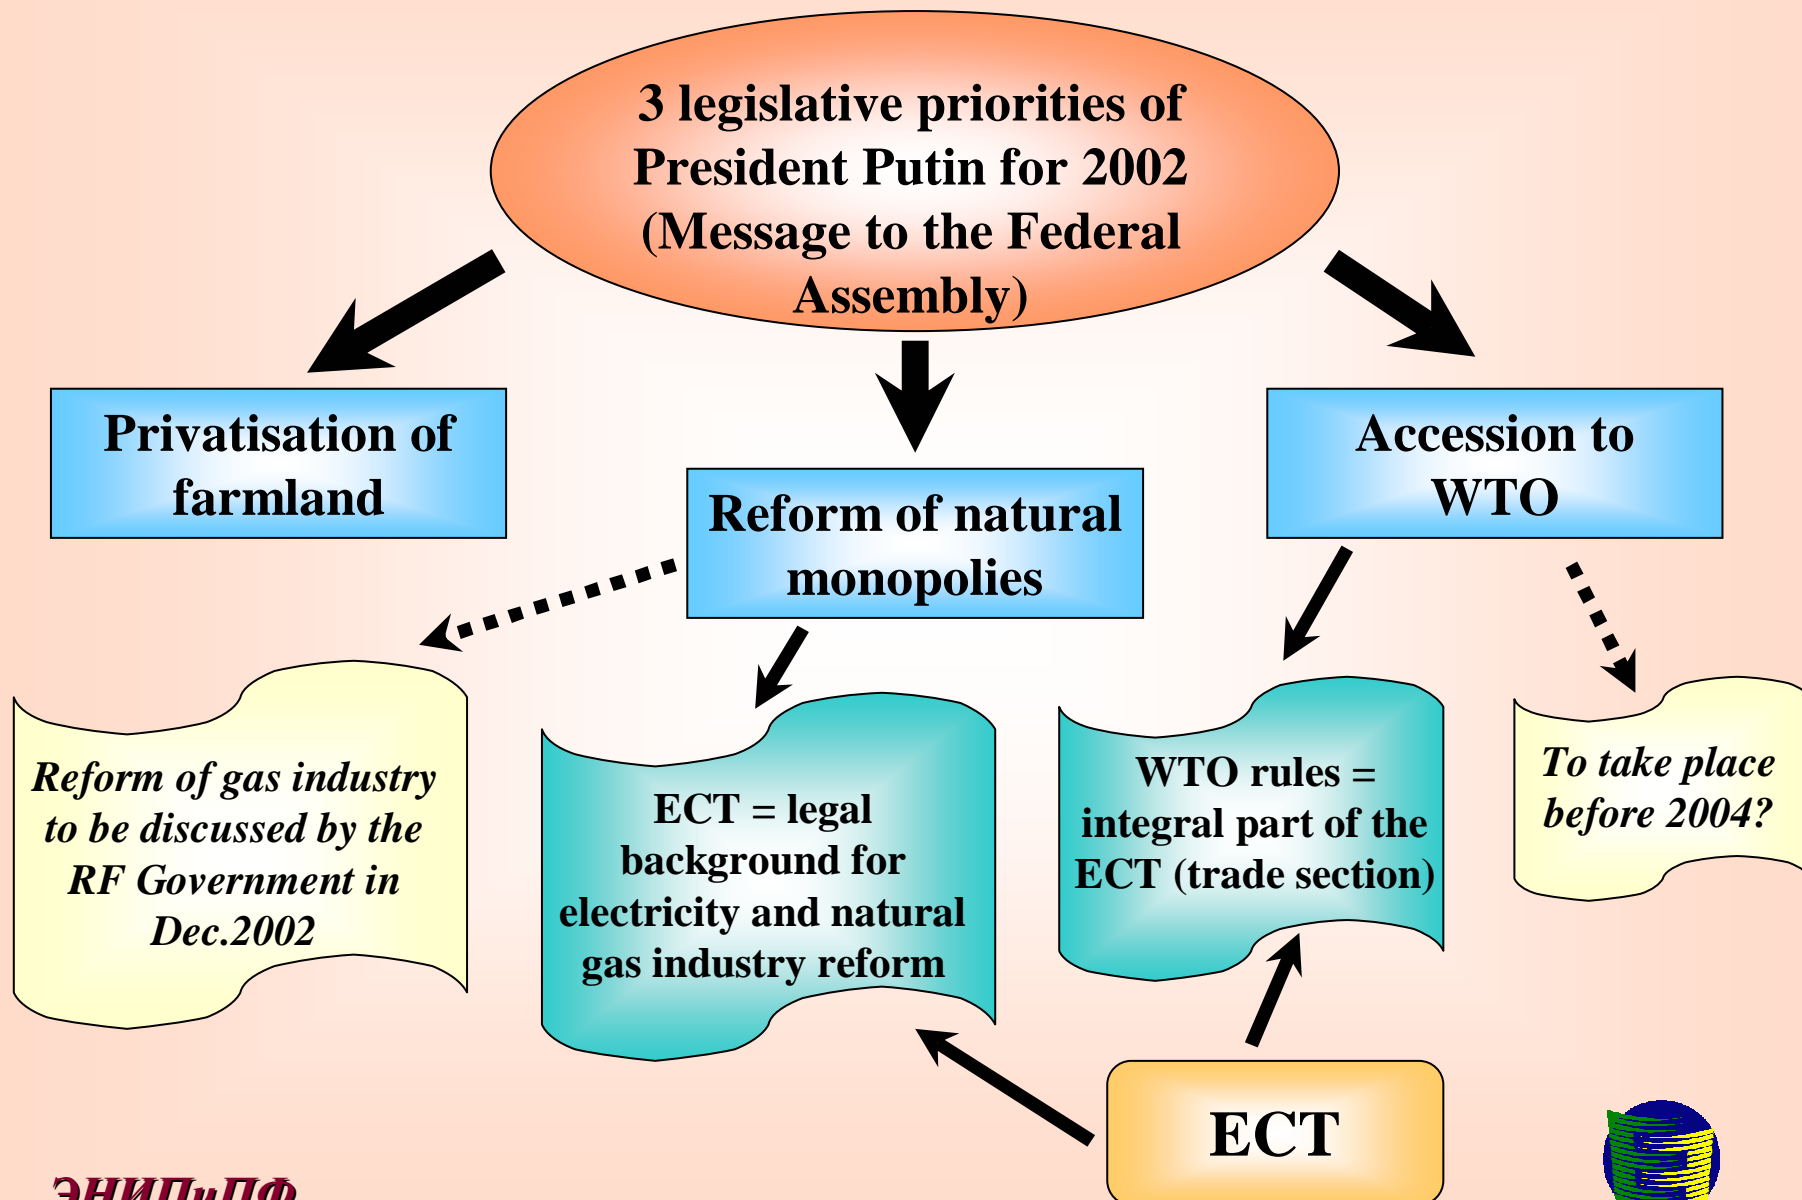 3 legislative priorities of
President Putin for 2002
(Message to the Federal
Assembly)
Privatisation of
farmland
Reform of natural
monopolies
Accession to
WTO
Reform of gas industry
to be discussed by the
RF Government in
Dec.2002
ECT = legal
background for
electricity and natural
gas industry reform
WTO rules =
integral part of the
ECT (trade section)
To take place
before 2004?
ECT
ЭНИПиПФ